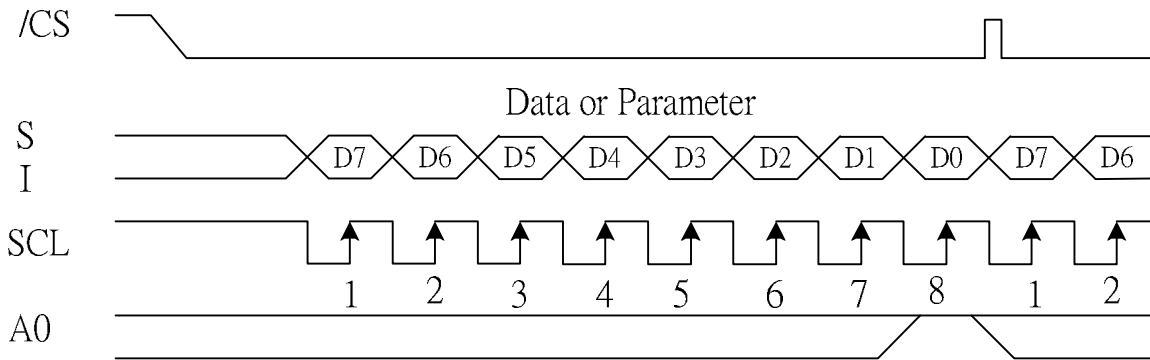 /CS
Data or Parameter
S
I
D7 D6 D5 D4 D3 D2 D1 D0 D7 D6
SCL
1 2 3 4 5 6 7 8 1 2
A0